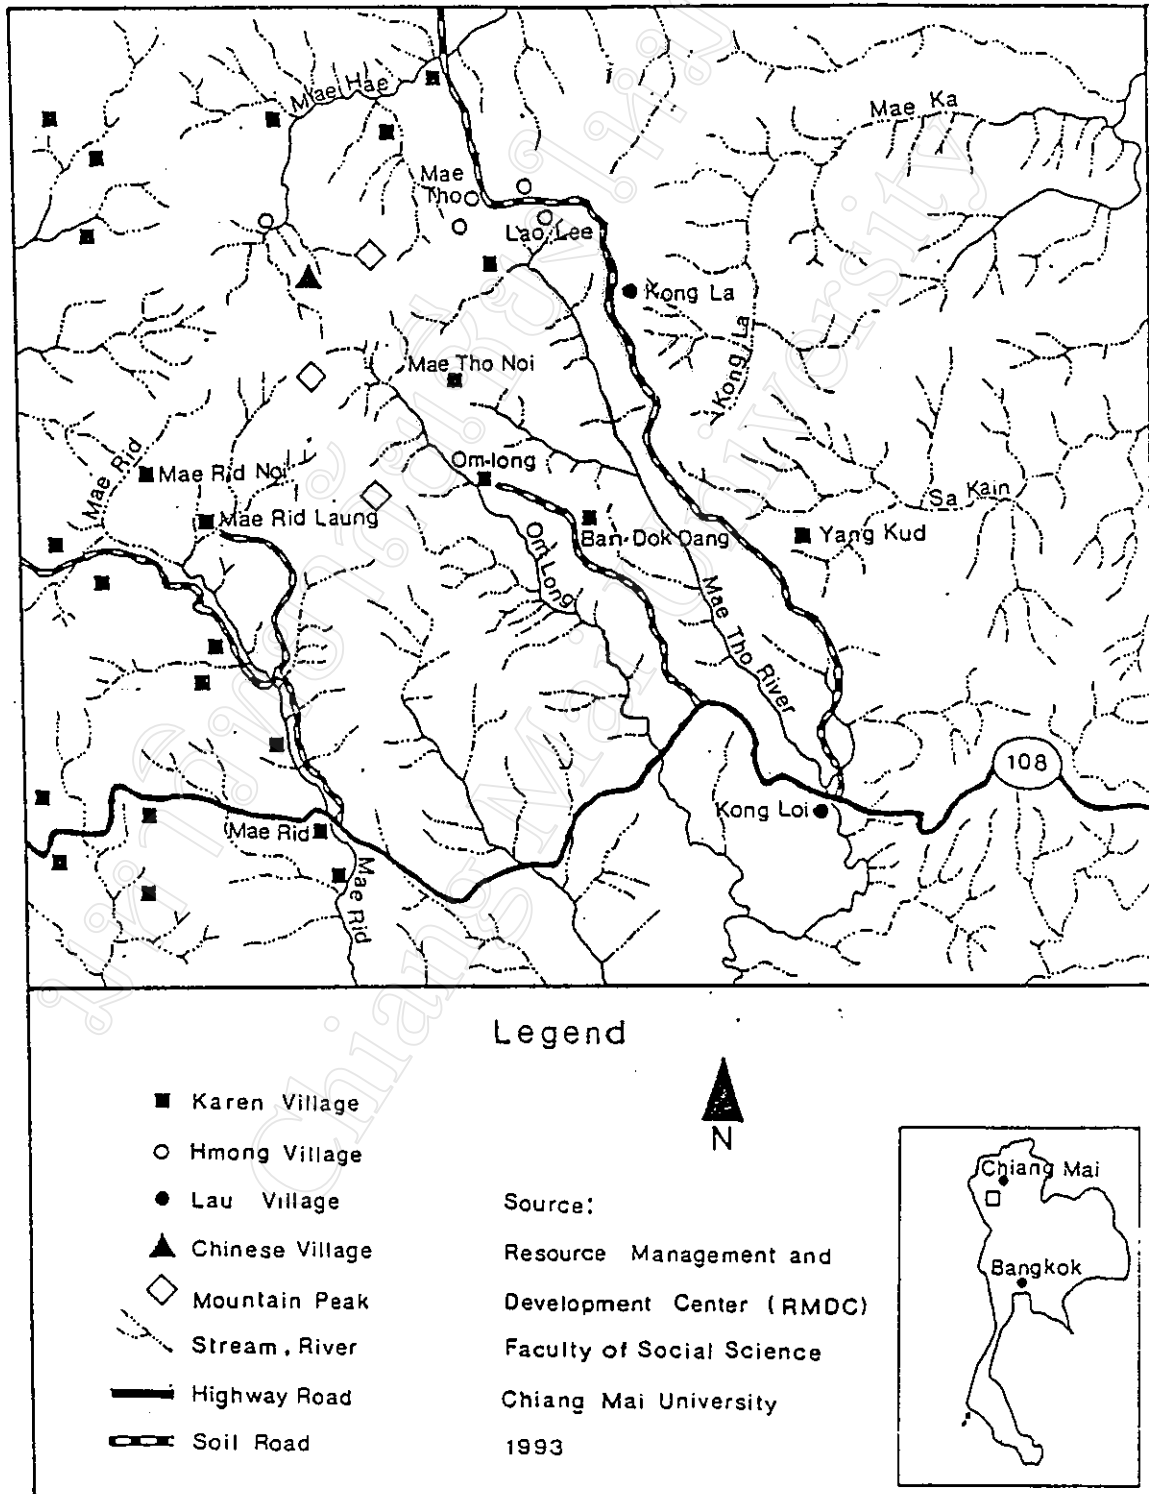 Mae Hae
Mae Ka
Mae
Tho
Lao Lee
Kong La
Kong La
Mae Tho Noi
Mae Rid
Mae Rid Noi
Om-long
Sa Kain
Mae Rid Laung
Ban-Dok Dang
Yang Kud
Om Long
Mae Tho River
108
Kong Loi
Mae Rid
Mae Rid
Chiang Mai University
Legend
N
Karen Village
Hmong Village
Lau Village
Chinese Village
Mountain Peak
Stream, River
Highway Road
Soil Road
Source:
Resource Management and
Development Center (RMDC)
Faculty of Social Science
Chiang Mai University
1993
Chiang Mai
Bangkok